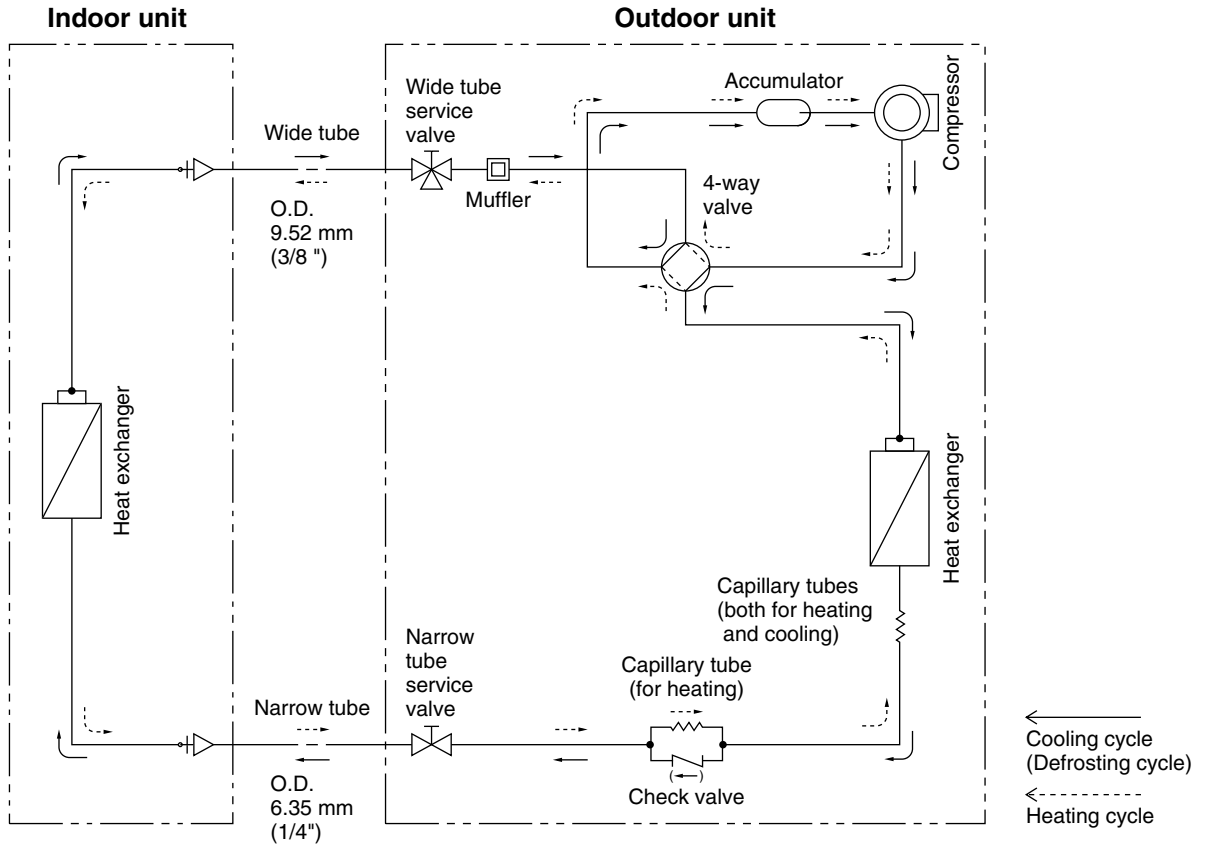 Indoor unit
Outdoor unit
Wide tube
O.D.
9.52 mm
(3/8 ")
Wide tube
service
valve
Muffler
Accumulator
Compressor
4-way
valve
Heat exchanger
Heat exchanger
Capillary tubes
(both for heating
and cooling)
Narrow tube
O.D.
6.35 mm
(1/4")
Narrow
tube
service
valve
Capillary tube
(for heating)
Check valve
Cooling cycle
(Defrosting cycle)
Heating cycle